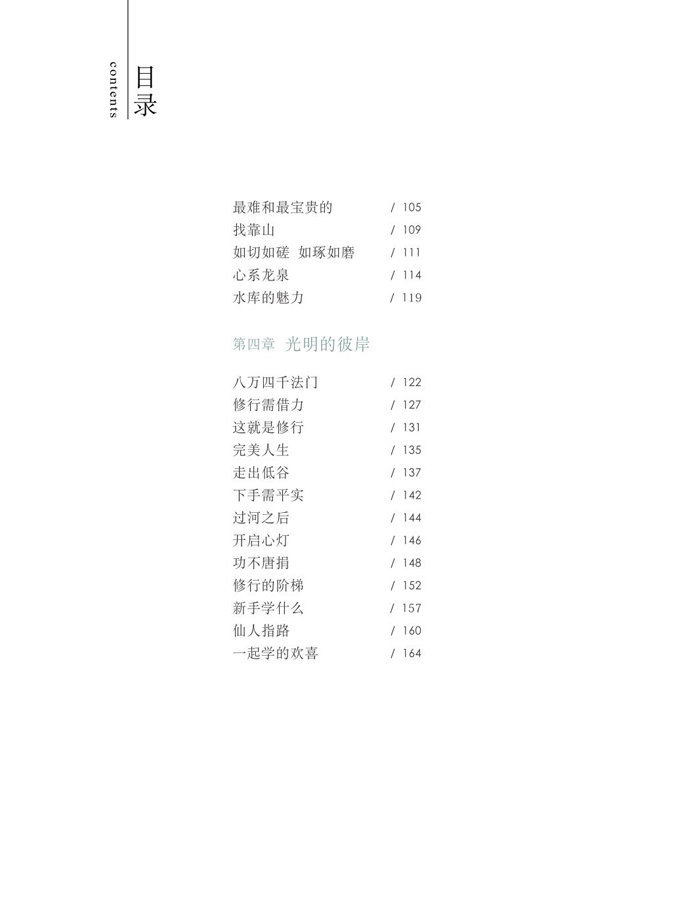 目录
contents
最难和最宝贵的 / 105
找靠山 / 109
如切如磋 如琢如磨 / 111
心系龙泉 / 114
水库的魅力 / 119
第四章 光明的彼岸
八万四千法门 / 122
修行需借力 / 127
这就是修行 / 131
完美人生 / 135
走出低谷 / 137
下手需平实 / 142
过河之后 / 144
开启心灯 / 146
功不唐捐 / 148
修行的阶梯 / 152
新手学什么 / 157
仙人指路 / 160
一起学的欢喜 / 164